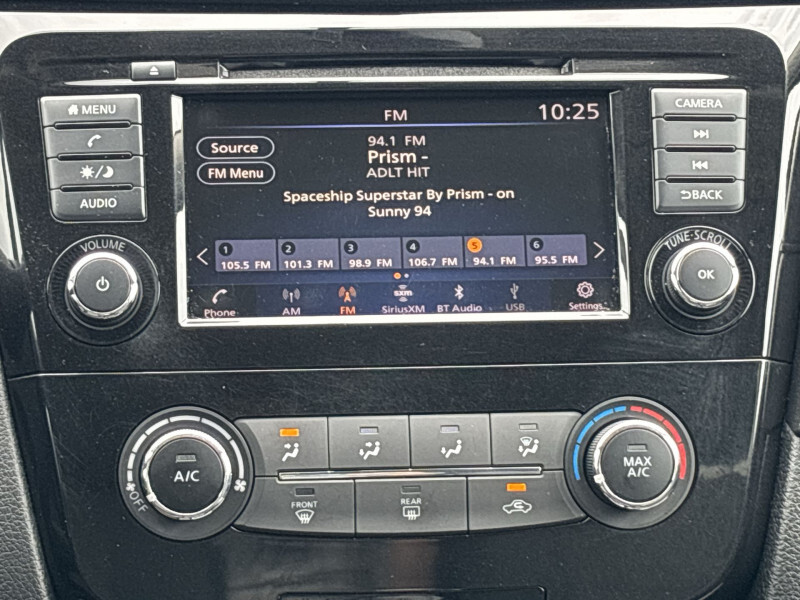 MENU
AUDIO
VOLUME
FM
10:25
Source
FM Menu
94.1 FM
Prism -
ADLT HIT
Spaceship Superstar By Prism - on
Sunny 94
1 2 3 4 5 6
105.5 FM 101.3 FM 98.9 FM 106.7 FM 94.1 FM 95.5 FM
sxm
Phone AM FM SiriusXM BT Audio USB Settings
CAMERA
BACK
TUNE·SCROLL
OK
A/C
OFF
FRONT
REAR
MAX
A/C